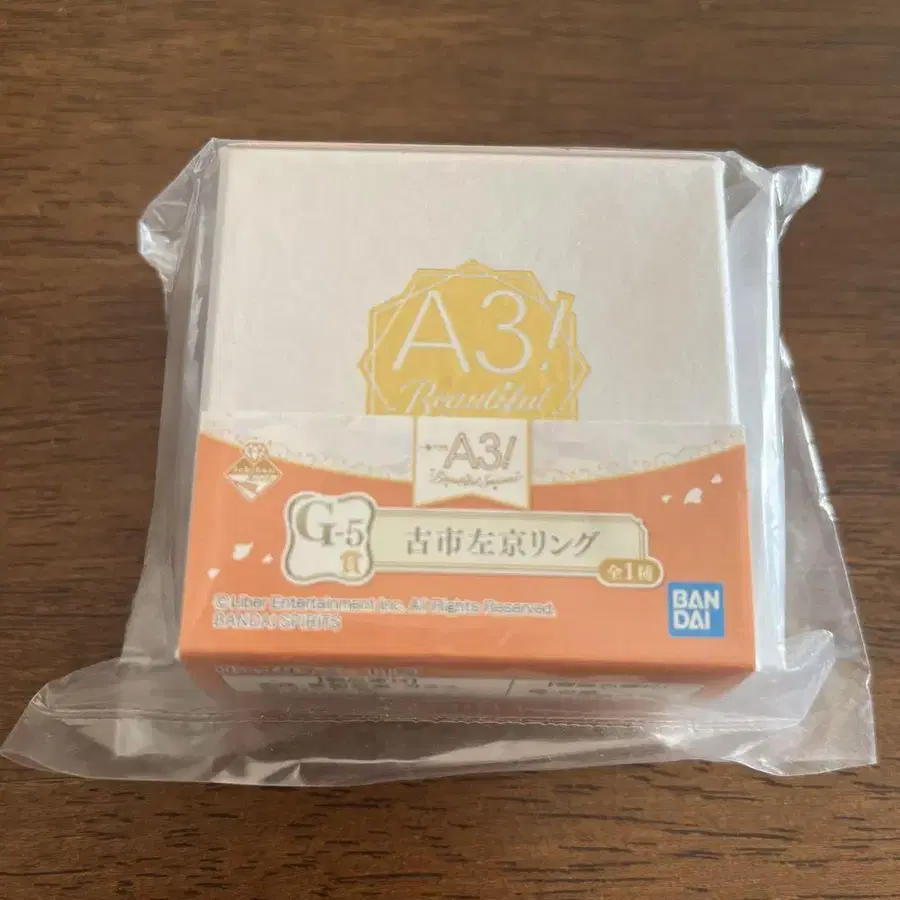 A3!
Beautiful
A3!
G-5賞
古市左京リング
全1種
© Liber Entertainment Inc. All Rights Reserved.
BANDAI SPIRITS
BAN
DAI